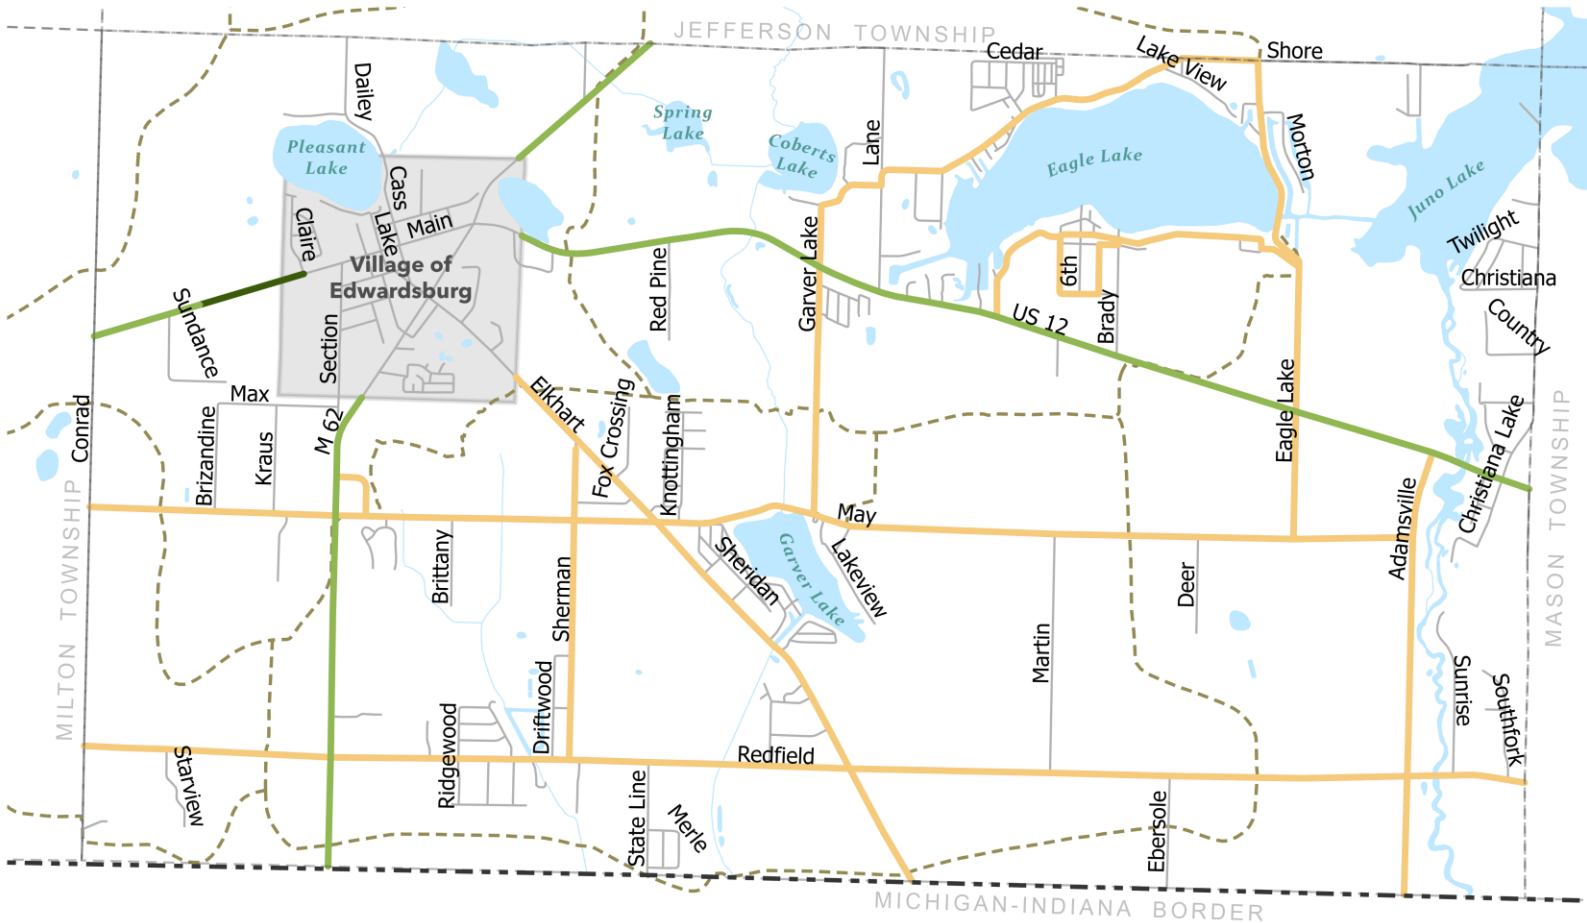 JEFFERSON TOWNSHIP
Cedar
Lake View
Shore
Dailey
Spring
Lake
Pleasant
Lake
Coberts
Lake
Lane
Eagle Lake
Morton
Juno Lake
Cass
Claire
Lake
Main
Twilight
Village of
Edwardsburg
Christiana
Garver Lake
Red Pine
6th
Brady
US 12
Country
Sundance
Section
Max
Elkhart
Conrad
Brizandine
Kraus
M 62
Fox Crossing
Knottingham
Eagle Lake
Christiana Lake
MILTON TOWNSHIP
MASON TOWNSHIP
May
Adamsville
Brittany
Sherman
Sheridan
Garver Lake
Lakeview
Deer
Martin
Driftwood
Ridgewood
Sunrise
Southfork
Starview
Redfield
State Line
Merle
Ebersole
MICHIGAN-INDIANA BORDER